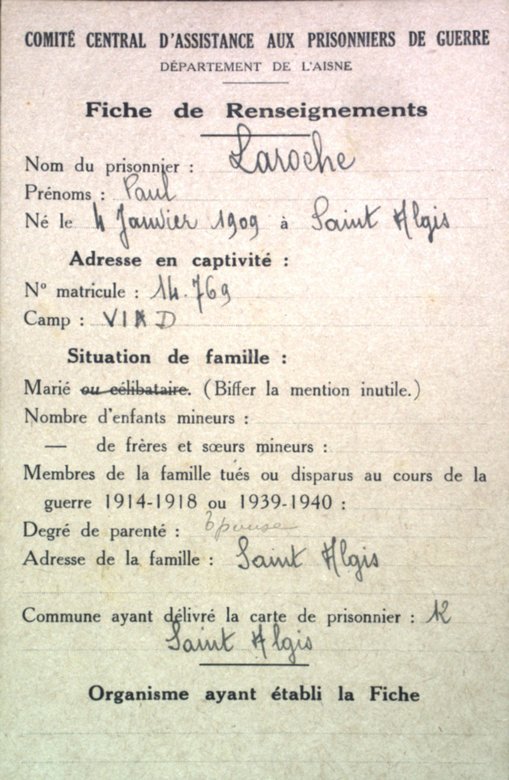 COMITÉ CENTRAL D'ASSISTANCE AUX PRISONNIERS DE GUERRE
DÉPARTEMENT DE L'AISNE
Fiche de Renseignements
Nom du prisonnier : Laroche
Prénoms : Paul
Né le 4 Janvier 1909 à Saint Algis
Adresse en captivité :
N° matricule : 14.769
Camp : VI A D
Situation de famille :
Marié ou célibataire. (Biffer la mention inutile.)
Nombre d'enfants mineurs :
— de frères et sœurs mineurs :
Membres de la famille tués ou disparus au cours de la
guerre 1914-1918 ou 1939-1940 :
Degré de parenté : Épouse
Adresse de la famille : Saint Algis
Commune ayant délivré la carte de prisonnier : 12
Saint Algis
Organisme ayant établi la Fiche